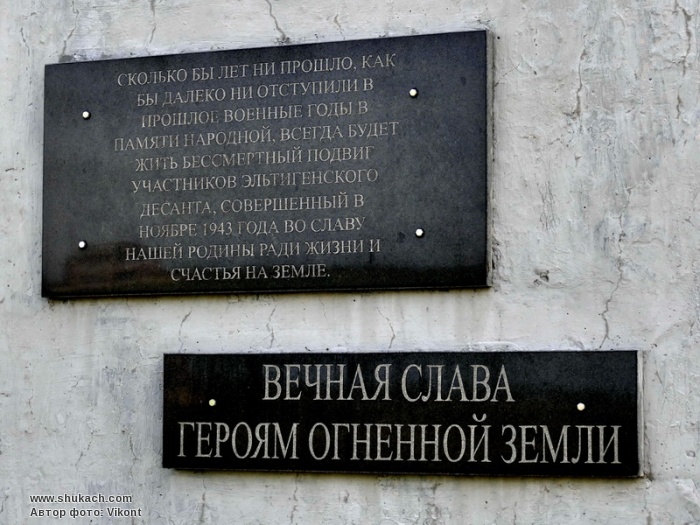 СКОЛЬКО БЫ ЛЕТ НИ ПРОШЛО, КАК
БЫ ДАЛЕКО НИ ОТСТУПИЛИ В
ПРОШЛОЕ ВОЕННЫЕ ГОДЫ В
ПАМЯТИ НАРОДНОЙ, ВСЕГДА БУДЕТ
ЖИТЬ БЕССМЕРТНЫЙ ПОДВИГ
УЧАСТНИКОВ ЭЛЬТИГЕНСКОГО
ДЕСАНТА, СОВЕРШЕННЫЙ В
НОЯБРЕ 1943 ГОДА ВО СЛАВУ
НАШЕЙ РОДИНЫ РАДИ ЖИЗНИ И
СЧАСТЬЯ НА ЗЕМЛЕ.
ВЕЧНАЯ СЛАВА
ГЕРОЯМ ОГНЕННОЙ ЗЕМЛИ
www.shukach.com
Автор фото: Vikont